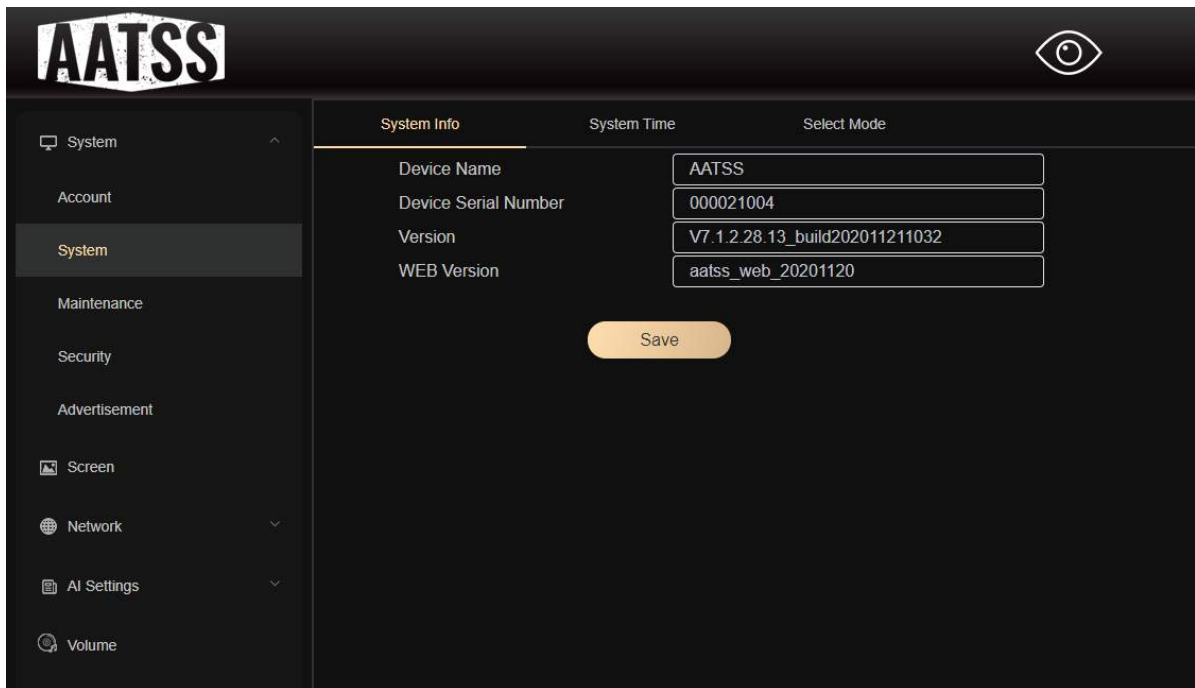 AATSS
System
Account
System
Maintenance
Security
Advertisement
Screen
Network
AI Settings
Volume
System Info System Time Select Mode
Device Name AATSS
Device Serial Number 000021004
Version V7.1.2.28.13_build202011211032
WEB Version aatss_web_20201120
Save